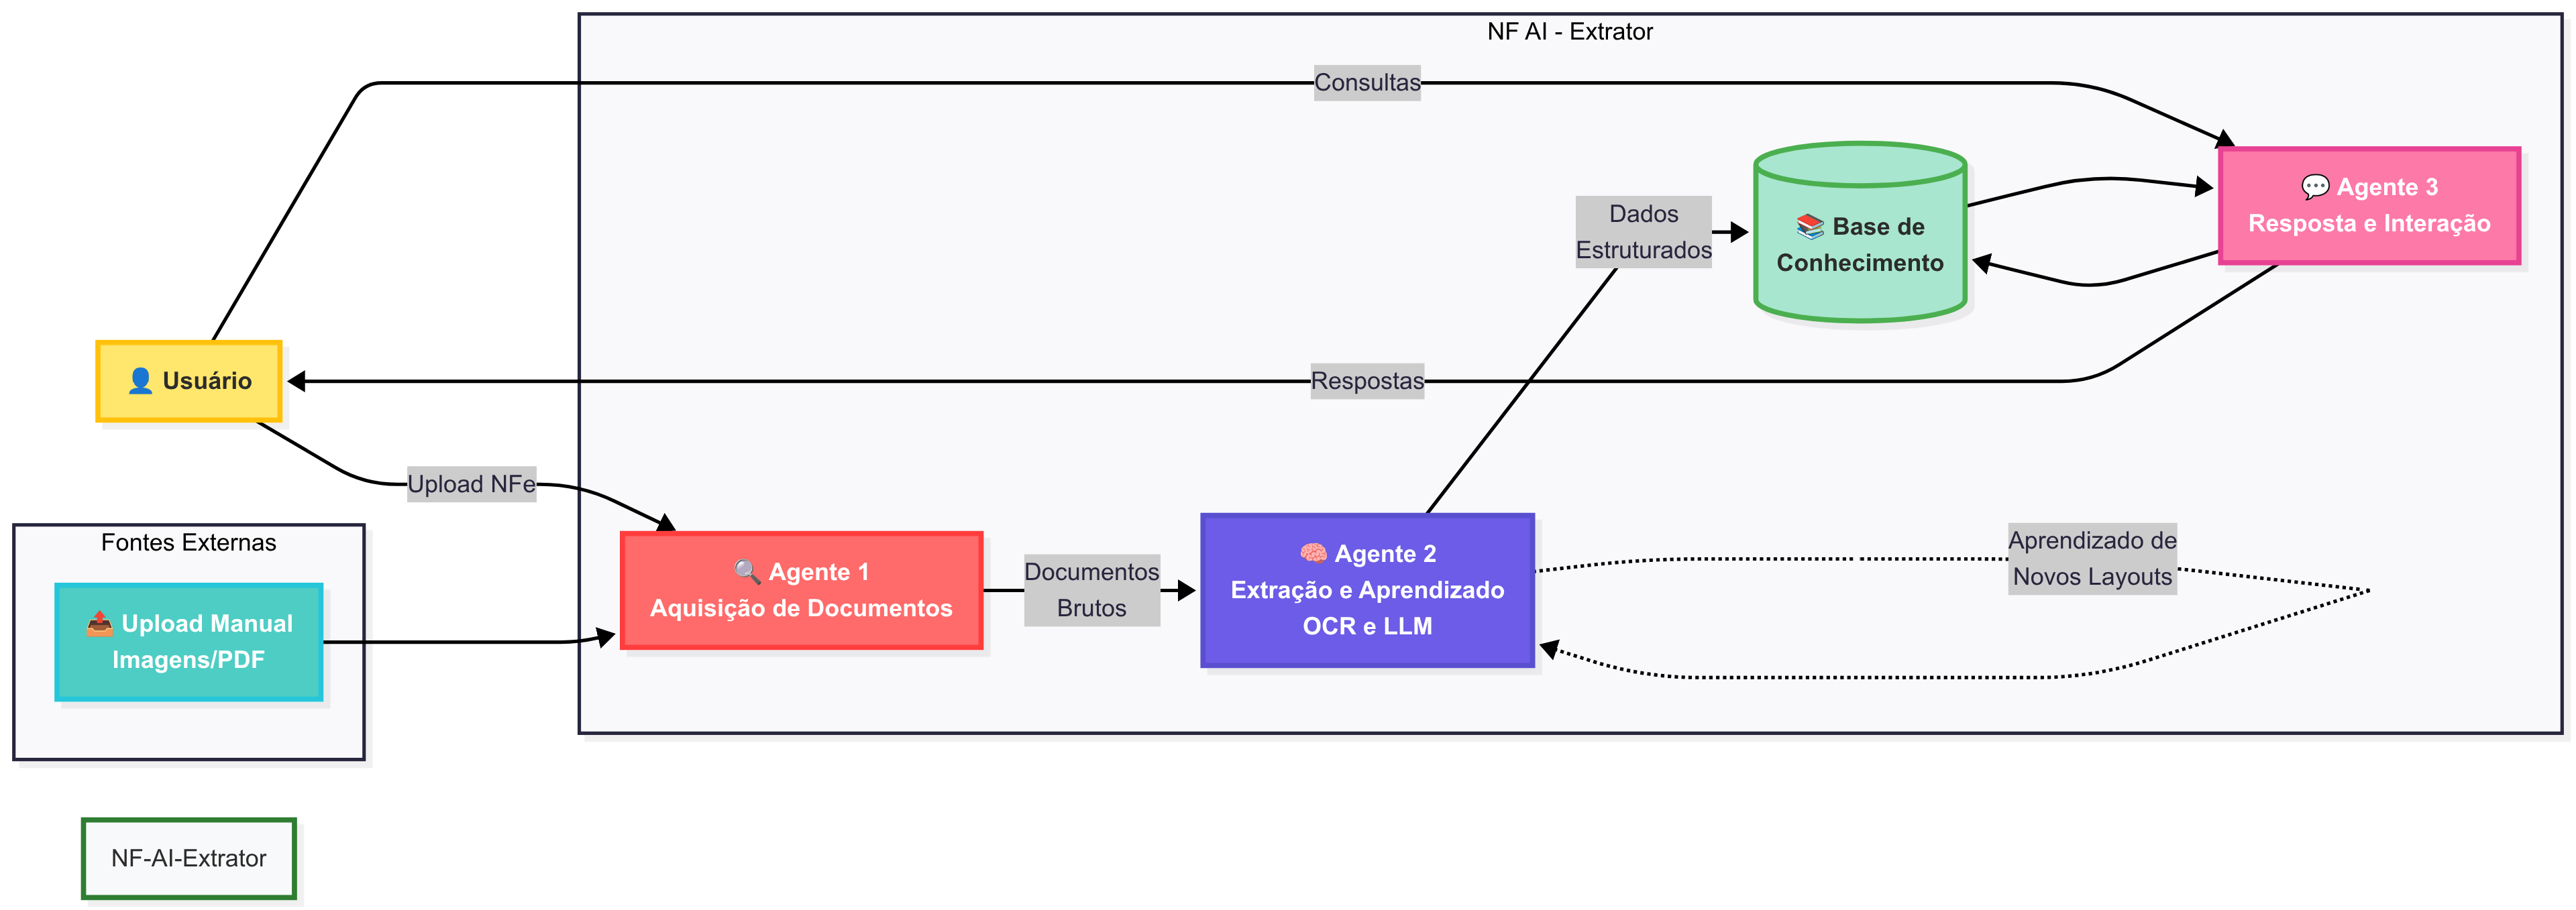 NF AI - Extrator
Consultas
Dados
Estruturados
📚 Base de
Conhecimento
💬 Agente 3
Resposta e Interação
👤 Usuário
Respostas
Upload NFe
Fontes Externas
📤 Upload Manual
Imagens/PDF
🔍 Agente 1
Aquisição de Documentos
Documentos
Brutos
🧠 Agente 2
Extração e Aprendizado
OCR e LLM
Aprendizado de
Novos Layouts
NF-AI-Extrator